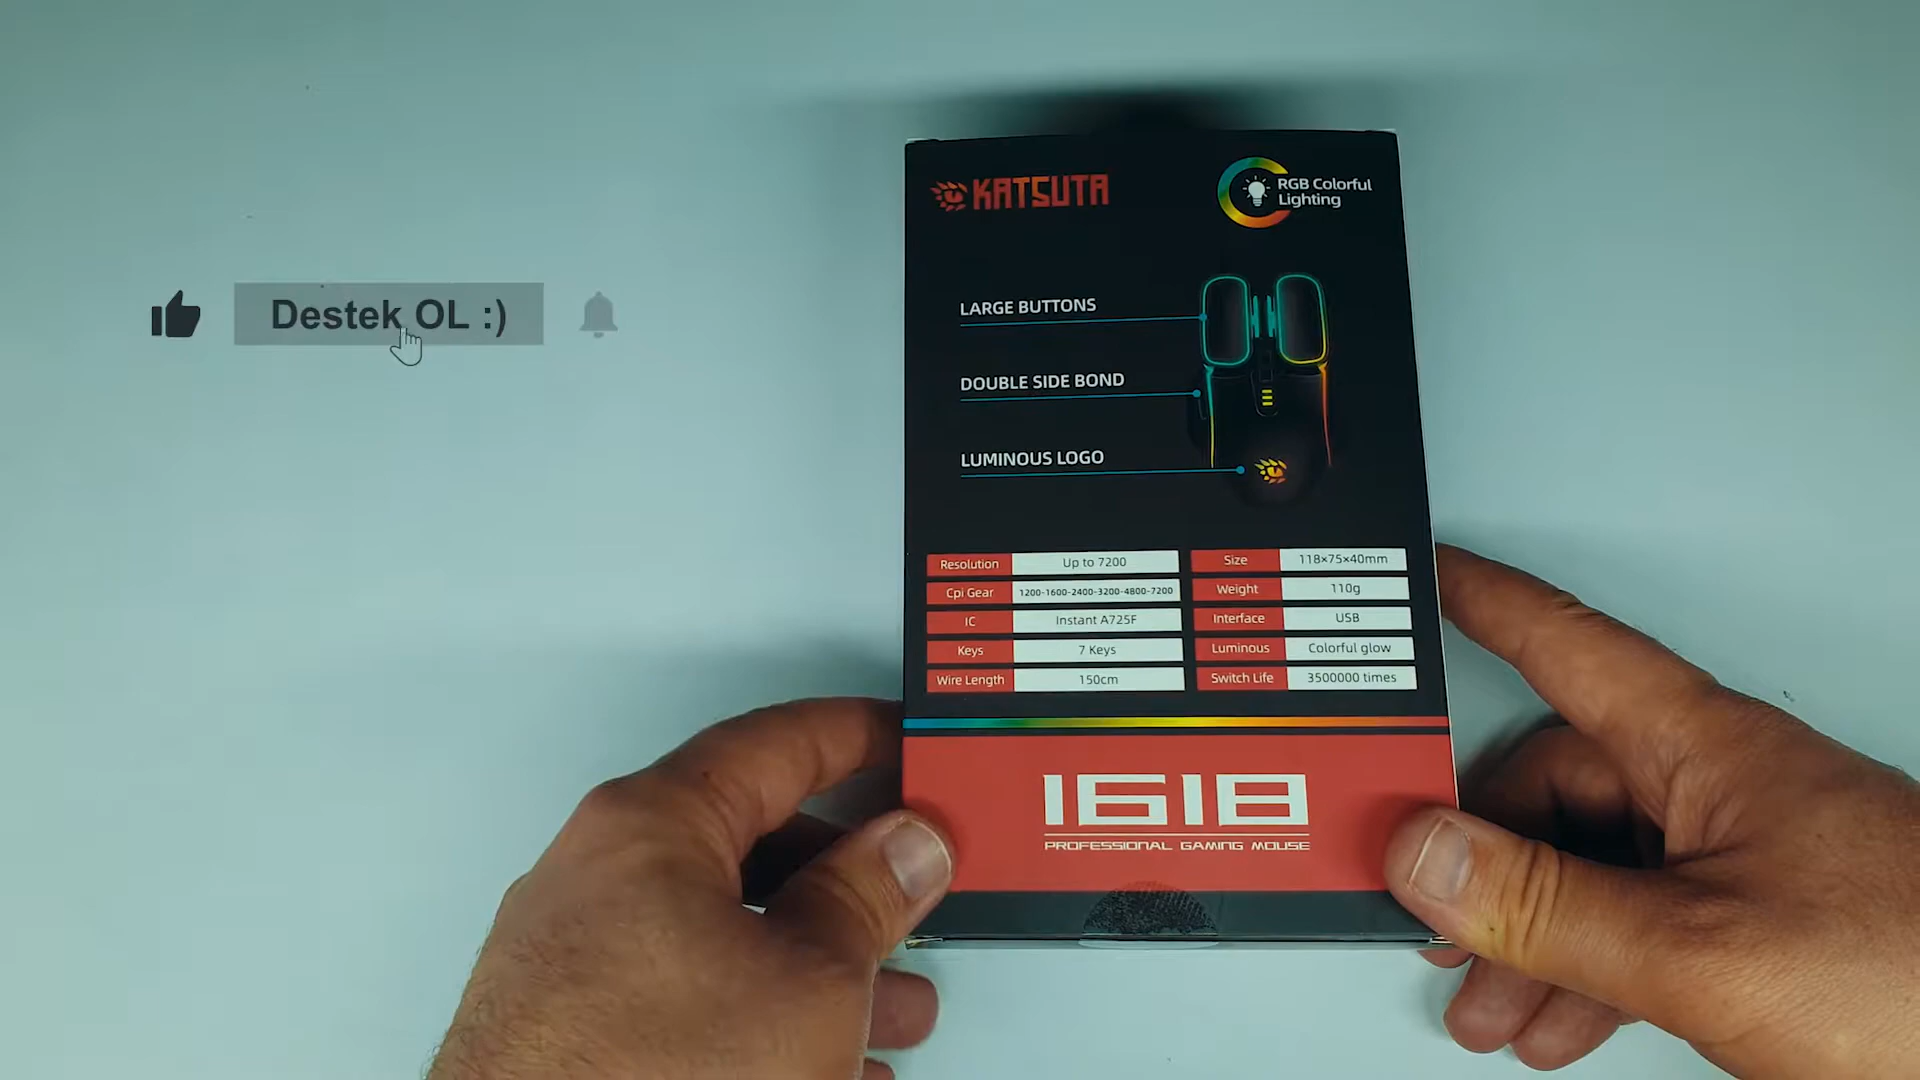 Destek OL :)
KATSUTA
RGB Colorful
Lighting
LARGE BUTTONS
DOUBLE SIDE BOND
LUMINOUS LOGO
Resolution Up to 7200
Cpi Gear 1200-1600-2400-3200-4800-7200
IC Instant A725F
Keys 7 Keys
Wire Length 150cm
Size 118×75×40mm
Weight 110g
Interface USB
Luminous Colorful glow
Switch Life 3500000 times
1618
PROFESSIONAL GAMING MOUSE